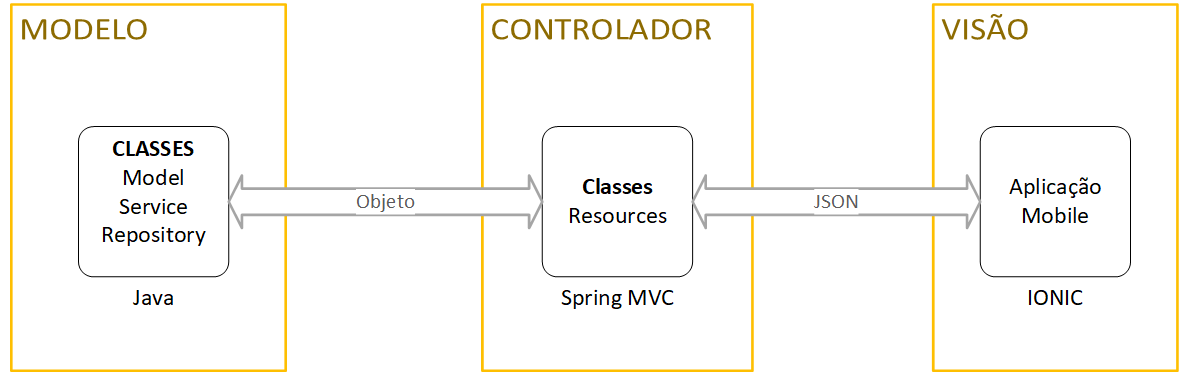 MODELO
CONTROLADOR
VISÃO
CLASSES
Model
Service
Repository
Java
Objeto
Classes
Resources
Spring MVC
JSON
Aplicação
Mobile
IONIC